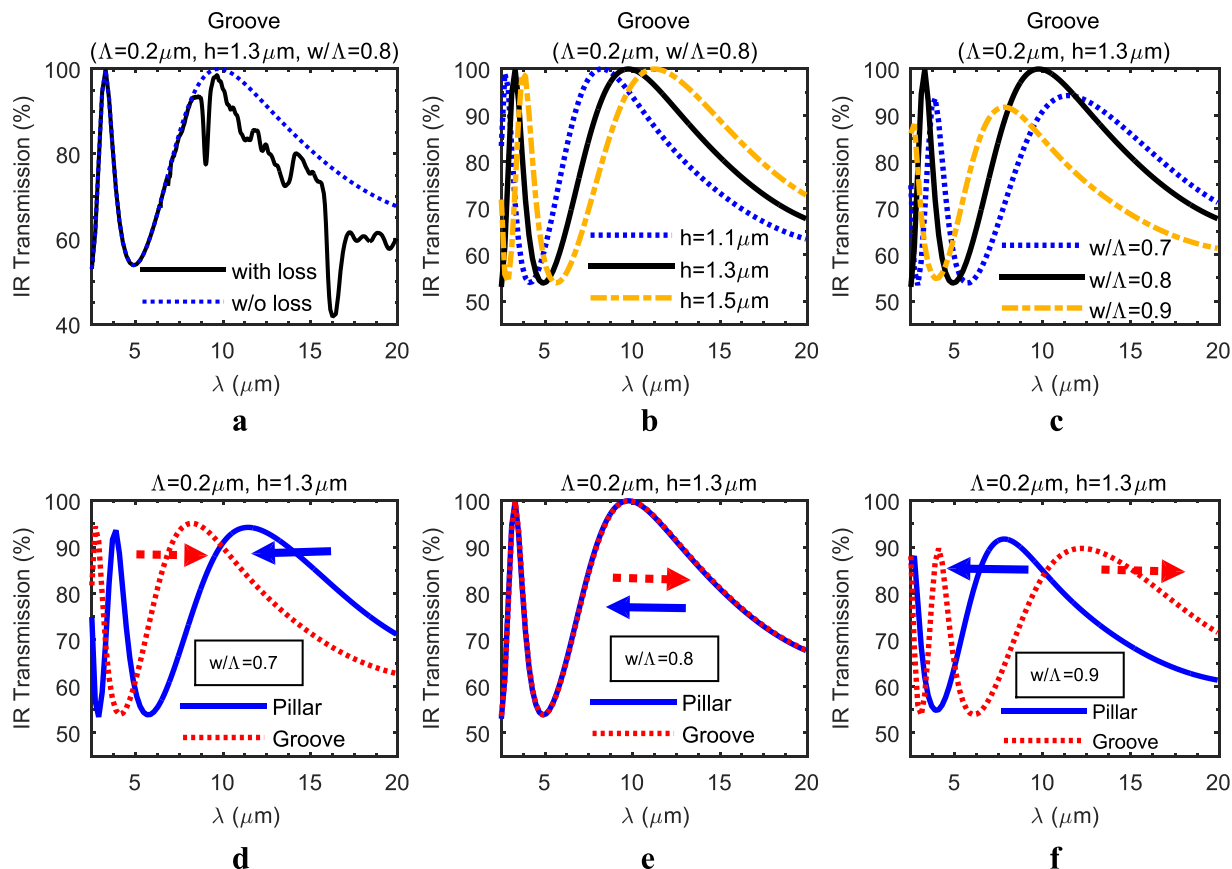 Groove
(Λ=0.2μm, h=1.3μm, w/Λ=0.8)
IR Transmission (%)
100
80
60
40
with loss
w/o loss
5
10
15
20
λ (μm)
a
Groove
(Λ=0.2μm, w/Λ=0.8)
IR Transmission (%)
100
90
80
70
60
50
h=1.1μm
h=1.3μm
h=1.5μm
5
10
15
20
λ (μm)
b
Groove
(Λ=0.2μm, h=1.3μm)
IR Transmission (%)
100
90
80
70
60
50
w/Λ=0.7
w/Λ=0.8
w/Λ=0.9
5
10
15
20
λ (μm)
c
Λ=0.2μm, h=1.3μm
IR Transmission (%)
100
90
80
70
60
50
w/Λ=0.7
Pillar
Groove
5
10
15
20
λ (μm)
d
Λ=0.2μm, h=1.3μm
IR Transmission (%)
100
90
80
70
60
50
w/Λ=0.8
Pillar
Groove
5
10
15
20
λ (μm)
e
Λ=0.2μm, h=1.3μm
IR Transmission (%)
100
90
80
70
60
50
w/Λ=0.9
Pillar
Groove
5
10
15
20
λ (μm)
f